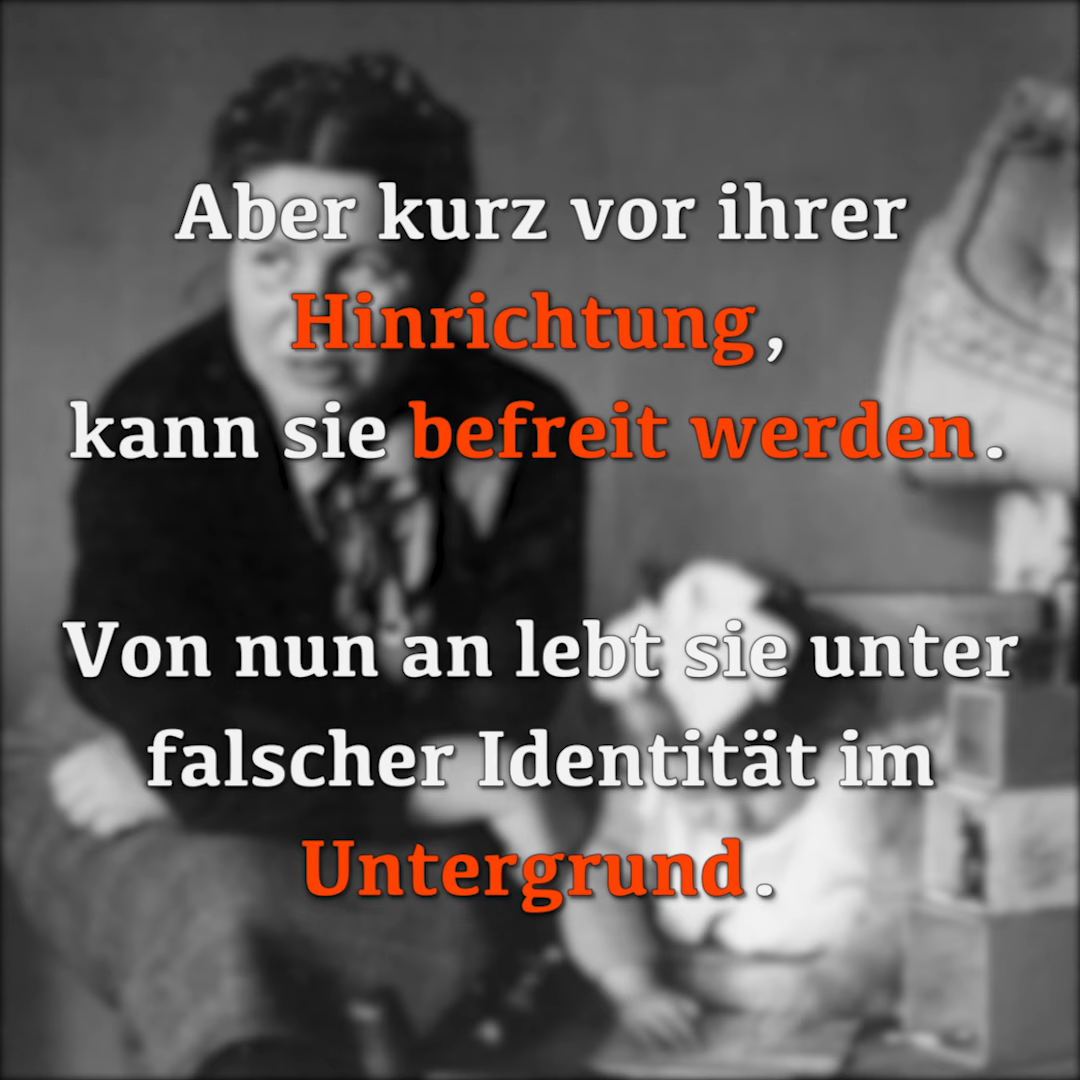 Aber kurz vor ihrer
Hinrichtung,
kann sie befreit werden.
Von nun an lebt sie unter
falscher Identität im
Untergrund.